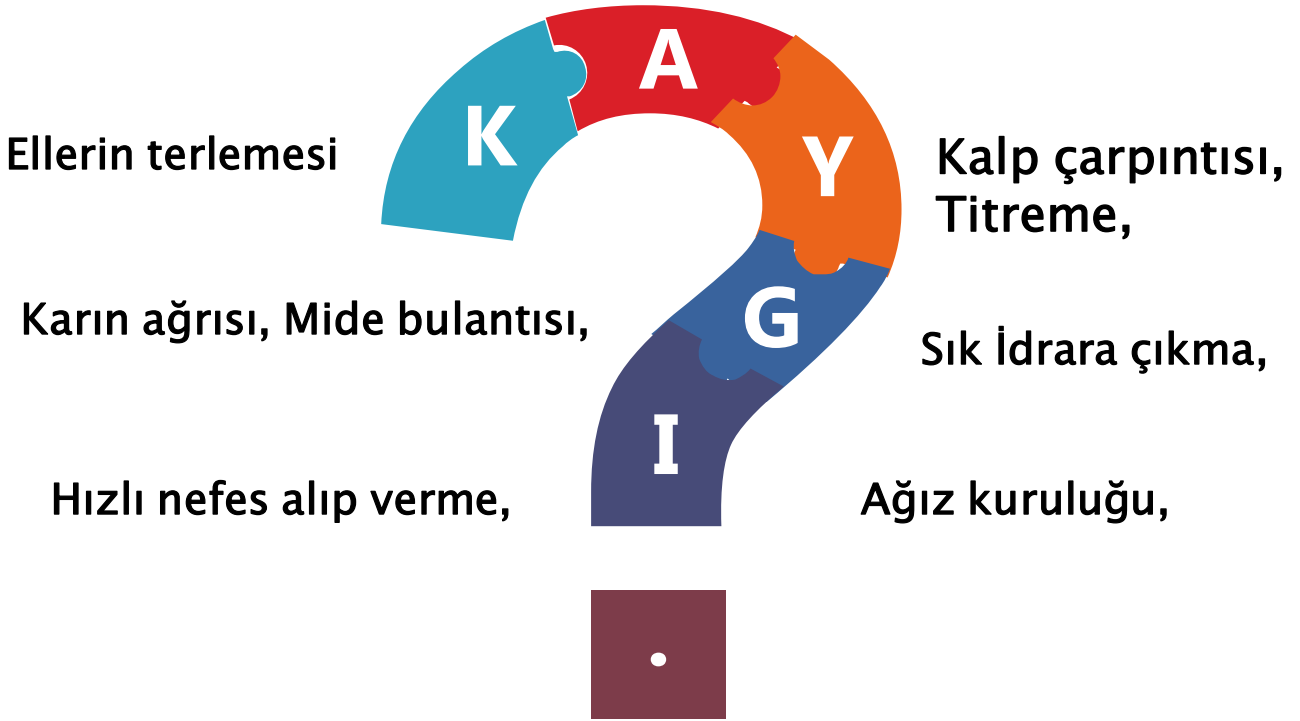 K A Y G I .
Ellerin terlemesi
Kalp çarpıntısı,
Titreme,
Karın ağrısı, Mide bulantısı,
Sık İdrara çıkma,
Hızlı nefes alıp verme,
Ağız kuruluğu,